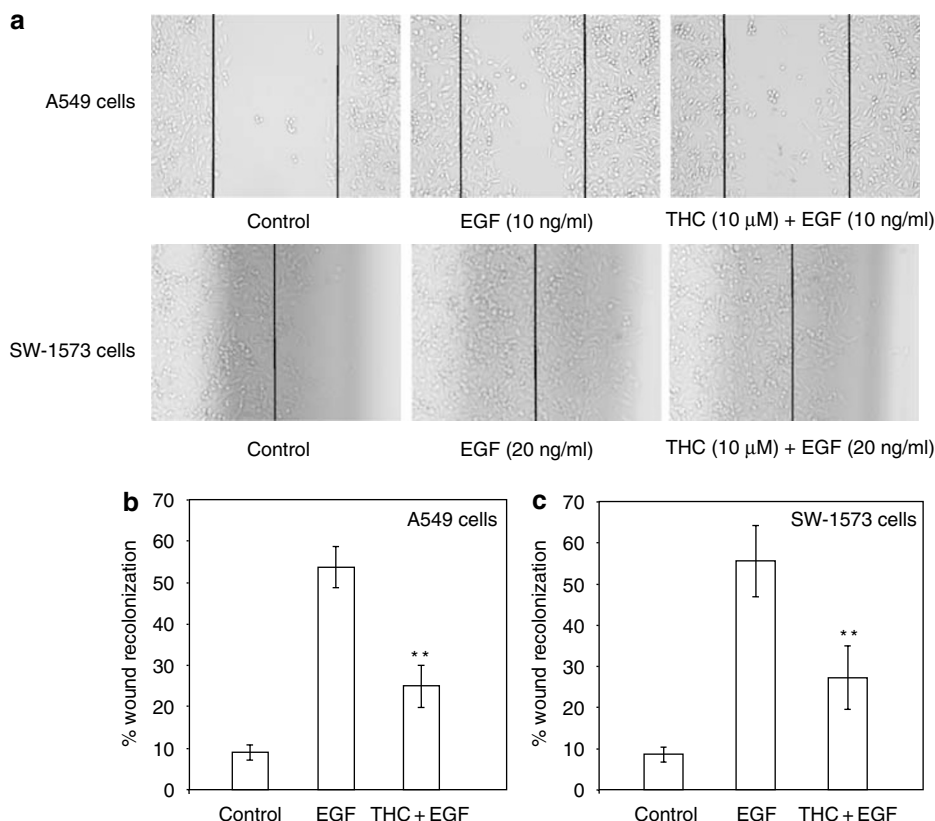 a
A549 cells
Control
EGF (10 ng/ml)
THC (10 μM) + EGF (10 ng/ml)
SW-1573 cells
Control
EGF (20 ng/ml)
THC (10 μM) + EGF (20 ng/ml)
b
A549 cells
% wound recolonization
70
60
50
40
30
20
10
0
**
Control
EGF
THC + EGF
c
SW-1573 cells
% wound recolonization
70
60
50
40
30
20
10
0
**
Control
EGF
THC + EGF